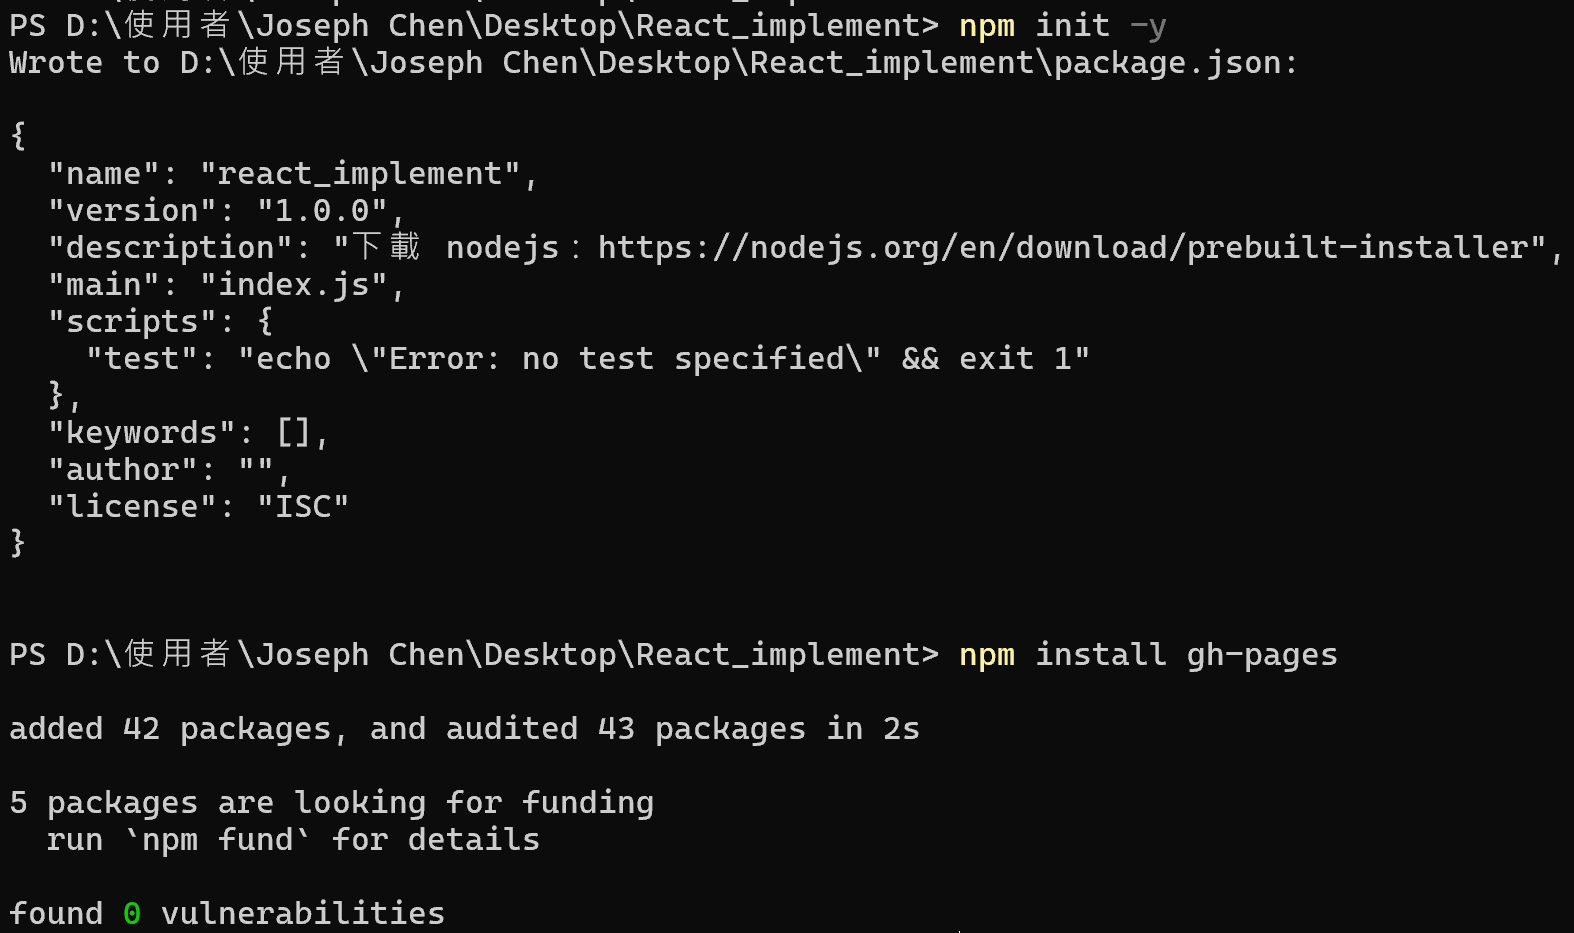 PS D:\使用者\Joseph Chen\Desktop\React_implement> npm init -y
Wrote to D:\使用者\Joseph Chen\Desktop\React_implement\package.json:
{
  "name": "react_implement",
  "version": "1.0.0",
  "description": "下載 nodejs：https://nodejs.org/en/download/prebuilt-installer",
  "main": "index.js",
  "scripts": {
    "test": "echo \"Error: no test specified\" && exit 1"
  },
  "keywords": [],
  "author": "",
  "license": "ISC"
}
PS D:\使用者\Joseph Chen\Desktop\React_implement> npm install gh-pages
added 42 packages, and audited 43 packages in 2s
5 packages are looking for funding
  run `npm fund` for details
found 0 vulnerabilities